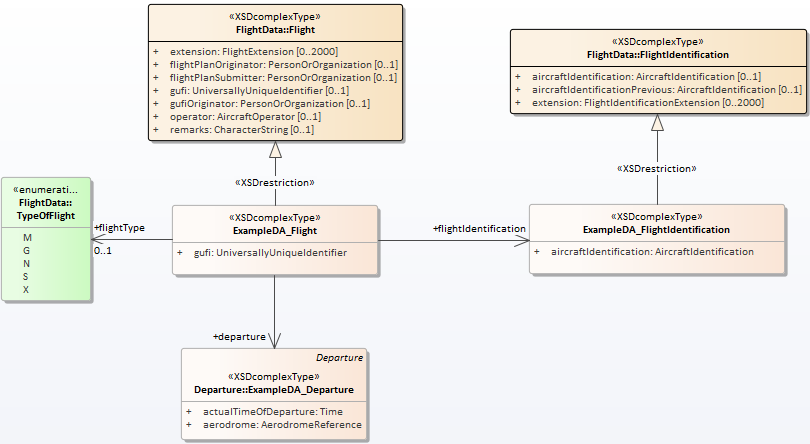 «XSDcomplexType»
FlightData::Flight
+ extension: FlightExtension [0..2000]
+ flightPlanOriginator: PersonOrOrganization [0..1]
+ flightPlanSubmitter: PersonOrOrganization [0..1]
+ gufi: UniversallyUniqueIdentifier [0..1]
+ gufiOriginator: PersonOrOrganization [0..1]
+ operator: AircraftOperator [0..1]
+ remarks: CharacterString [0..1]
«XSDcomplexType»
FlightData::FlightIdentification
+ aircraftIdentification: AircraftIdentification [0..1]
+ aircraftIdentificationPrevious: AircraftIdentification [0..1]
+ extension: FlightIdentificationExtension [0..2000]
«XSDrestriction»
«XSDrestriction»
«enumerati...
FlightData::
TypeOfFlight
M
G
N
S
X
+flightType
0..1
«XSDcomplexType»
ExampleDA_Flight
+ gufi: UniversallyUniqueIdentifier
+flightIdentification
«XSDcomplexType»
ExampleDA_FlightIdentification
+ aircraftIdentification: AircraftIdentification
+departure
Departure
«XSDcomplexType»
Departure::ExampleDA_Departure
+ actualTimeOfDeparture: Time
+ aerodrome: AerodromeReference